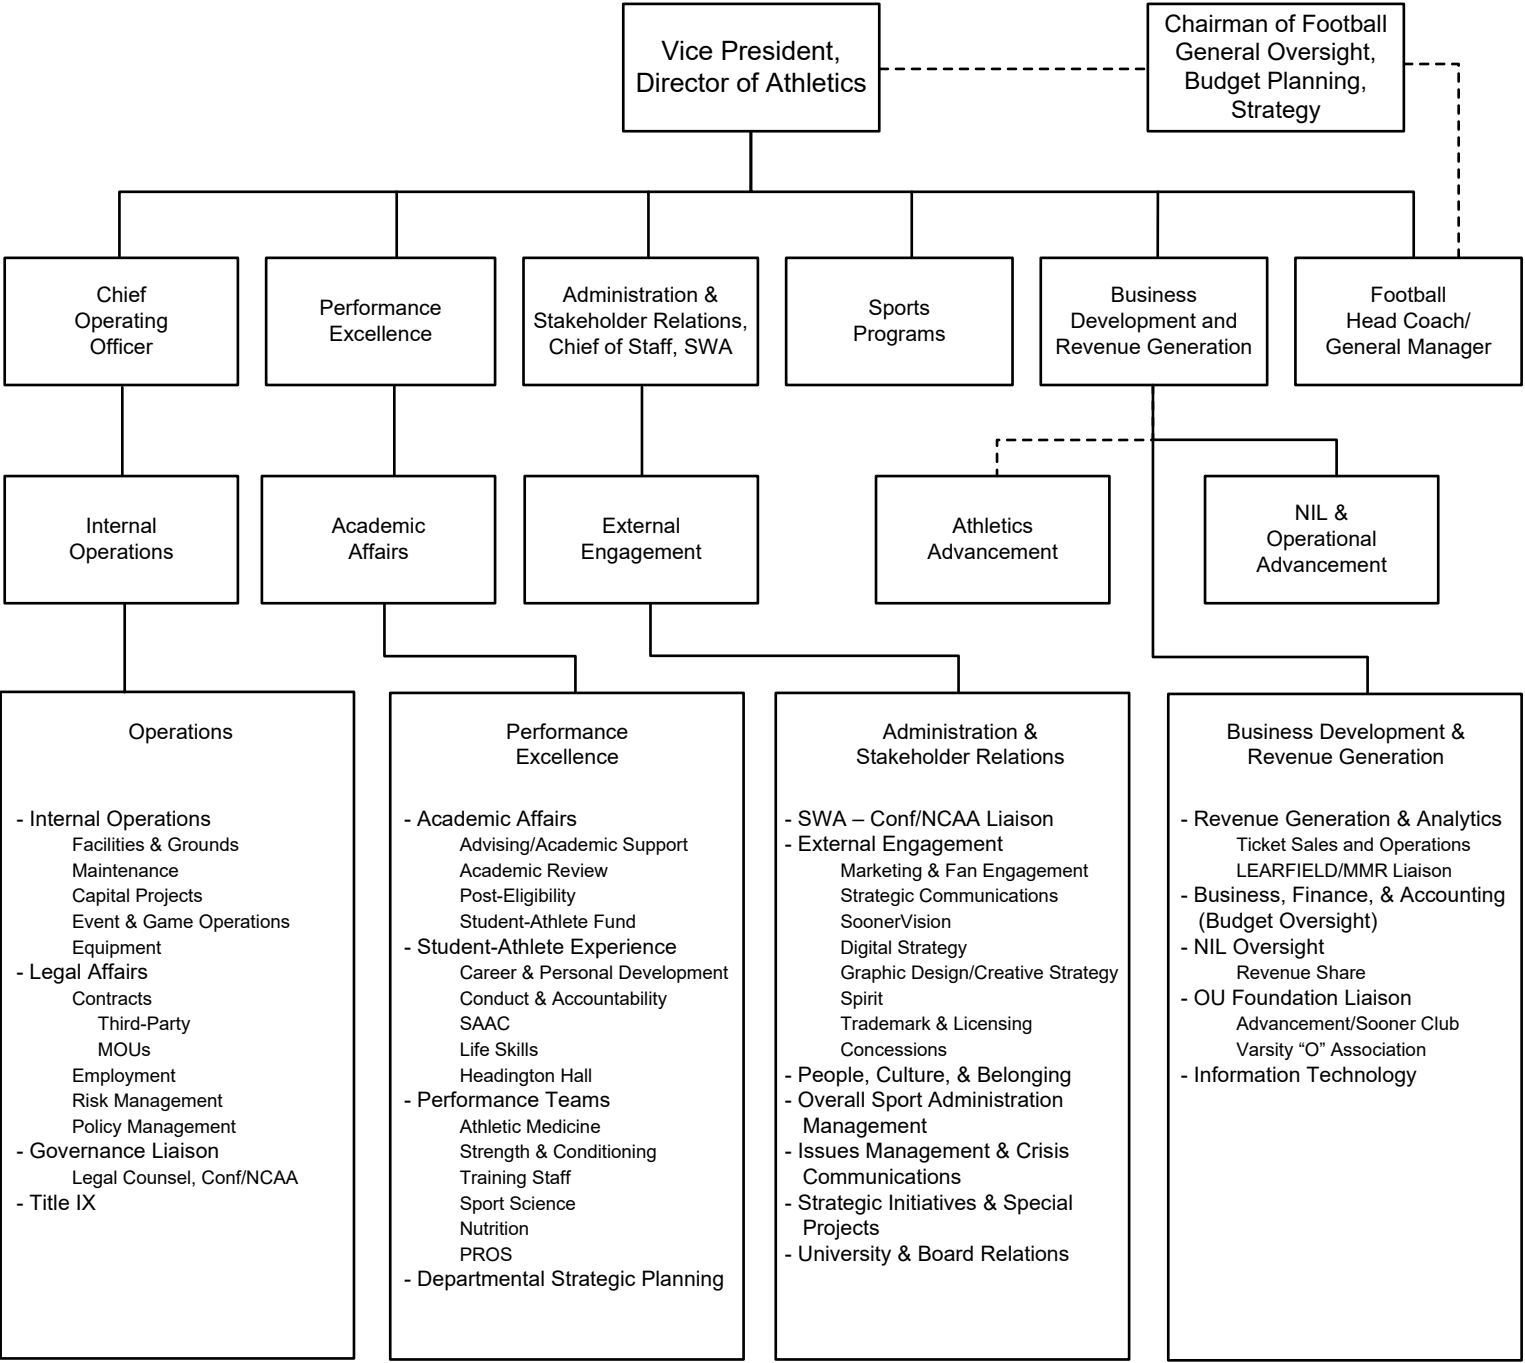 Vice President,
Director of Athletics
Chairman of Football
General Oversight,
Budget Planning,
Strategy
Chief
Operating
Officer
Performance
Excellence
Administration &
Stakeholder Relations,
Chief of Staff, SWA
Sports
Programs
Business
Development and
Revenue Generation
Football
Head Coach/
General Manager
Internal
Operations
Academic
Affairs
External
Engagement
Athletics
Advancement
NIL &
Operational
Advancement
Operations
- Internal Operations
Facilities & Grounds
Maintenance
Capital Projects
Event & Game Operations
Equipment
- Legal Affairs
Contracts
Third-Party
MOUs
Employment
Risk Management
Policy Management
- Governance Liaison
Legal Counsel, Conf/NCAA
- Title IX
Performance
Excellence
- Academic Affairs
Advising/Academic Support
Academic Review
Post-Eligibility
Student-Athlete Fund
- Student-Athlete Experience
Career & Personal Development
Conduct & Accountability
SAAC
Life Skills
Headington Hall
- Performance Teams
Athletic Medicine
Strength & Conditioning
Training Staff
Sport Science
Nutrition
PROS
- Departmental Strategic Planning
Administration &
Stakeholder Relations
- SWA – Conf/NCAA Liaison
- External Engagement
Marketing & Fan Engagement
Strategic Communications
SoonerVision
Digital Strategy
Graphic Design/Creative Strategy
Spirit
Trademark & Licensing
Concessions
- People, Culture, & Belonging
- Overall Sport Administration
Management
- Issues Management & Crisis
Communications
- Strategic Initiatives & Special
Projects
- University & Board Relations
Business Development &
Revenue Generation
- Revenue Generation & Analytics
Ticket Sales and Operations
LEARFIELD/MMR Liaison
- Business, Finance, & Accounting
(Budget Oversight)
- NIL Oversight
Revenue Share
- OU Foundation Liaison
Advancement/Sooner Club
Varsity “O” Association
- Information Technology